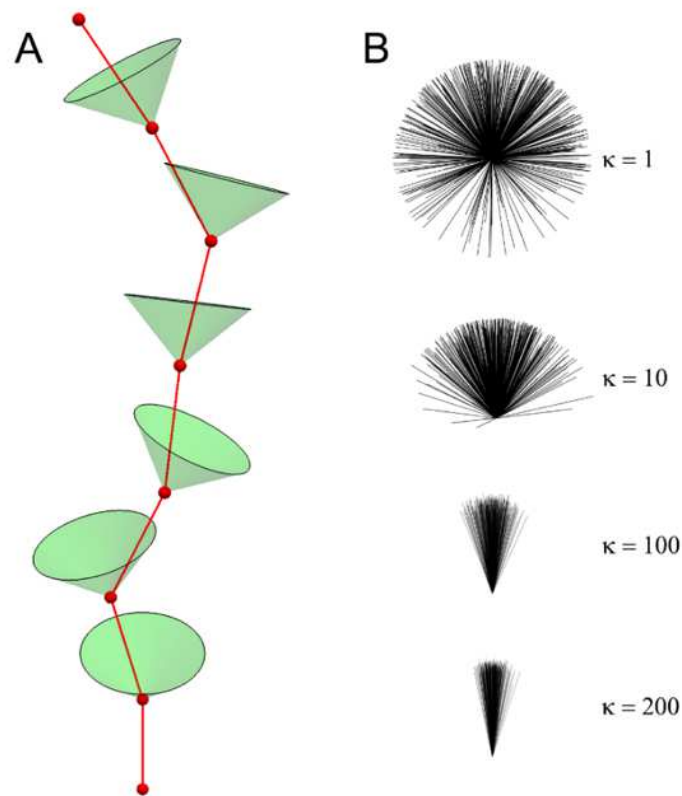 A
B
κ = 1
κ = 10
κ = 100
κ = 200